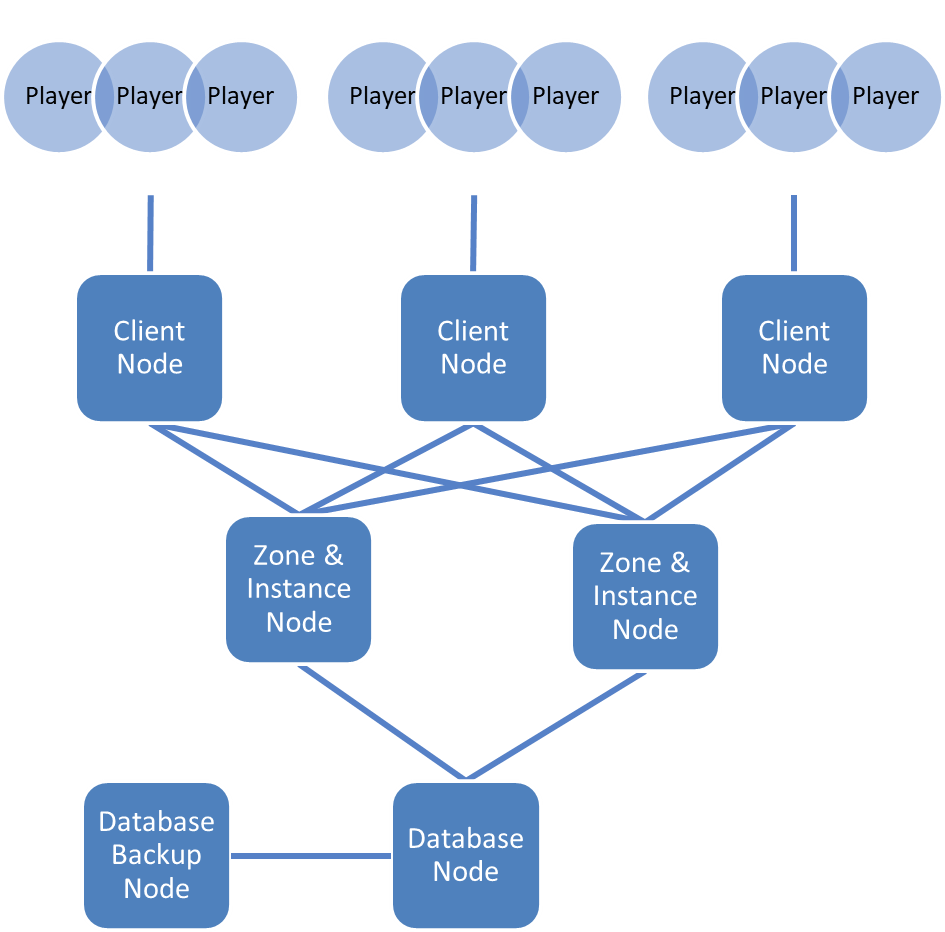 Player Player Player Player Player Player Player Player Player
Client
Node
Client
Node
Client
Node
Zone &
Instance
Node
Zone &
Instance
Node
Database
Backup
Node
Database
Node